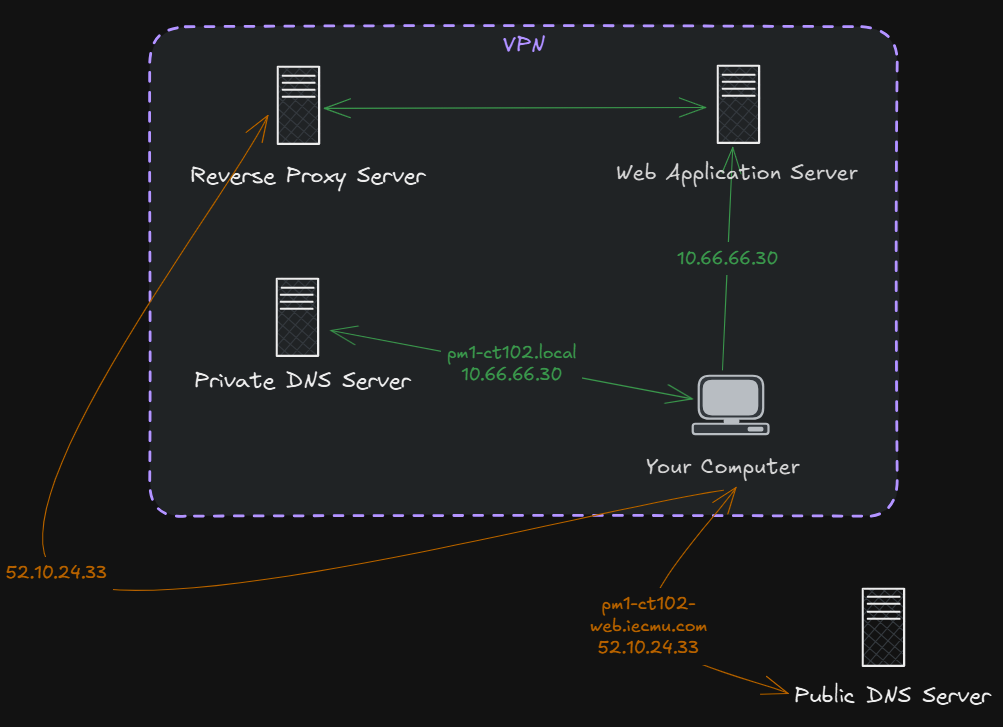 VPN
Reverse Proxy Server
Web Application Server
10.66.66.30
pm1-ct102.local
10.66.66.30
Private DNS Server
Your Computer
52.10.24.33
pm1-ct102-
web.iecmu.com
52.10.24.33
Public DNS Server